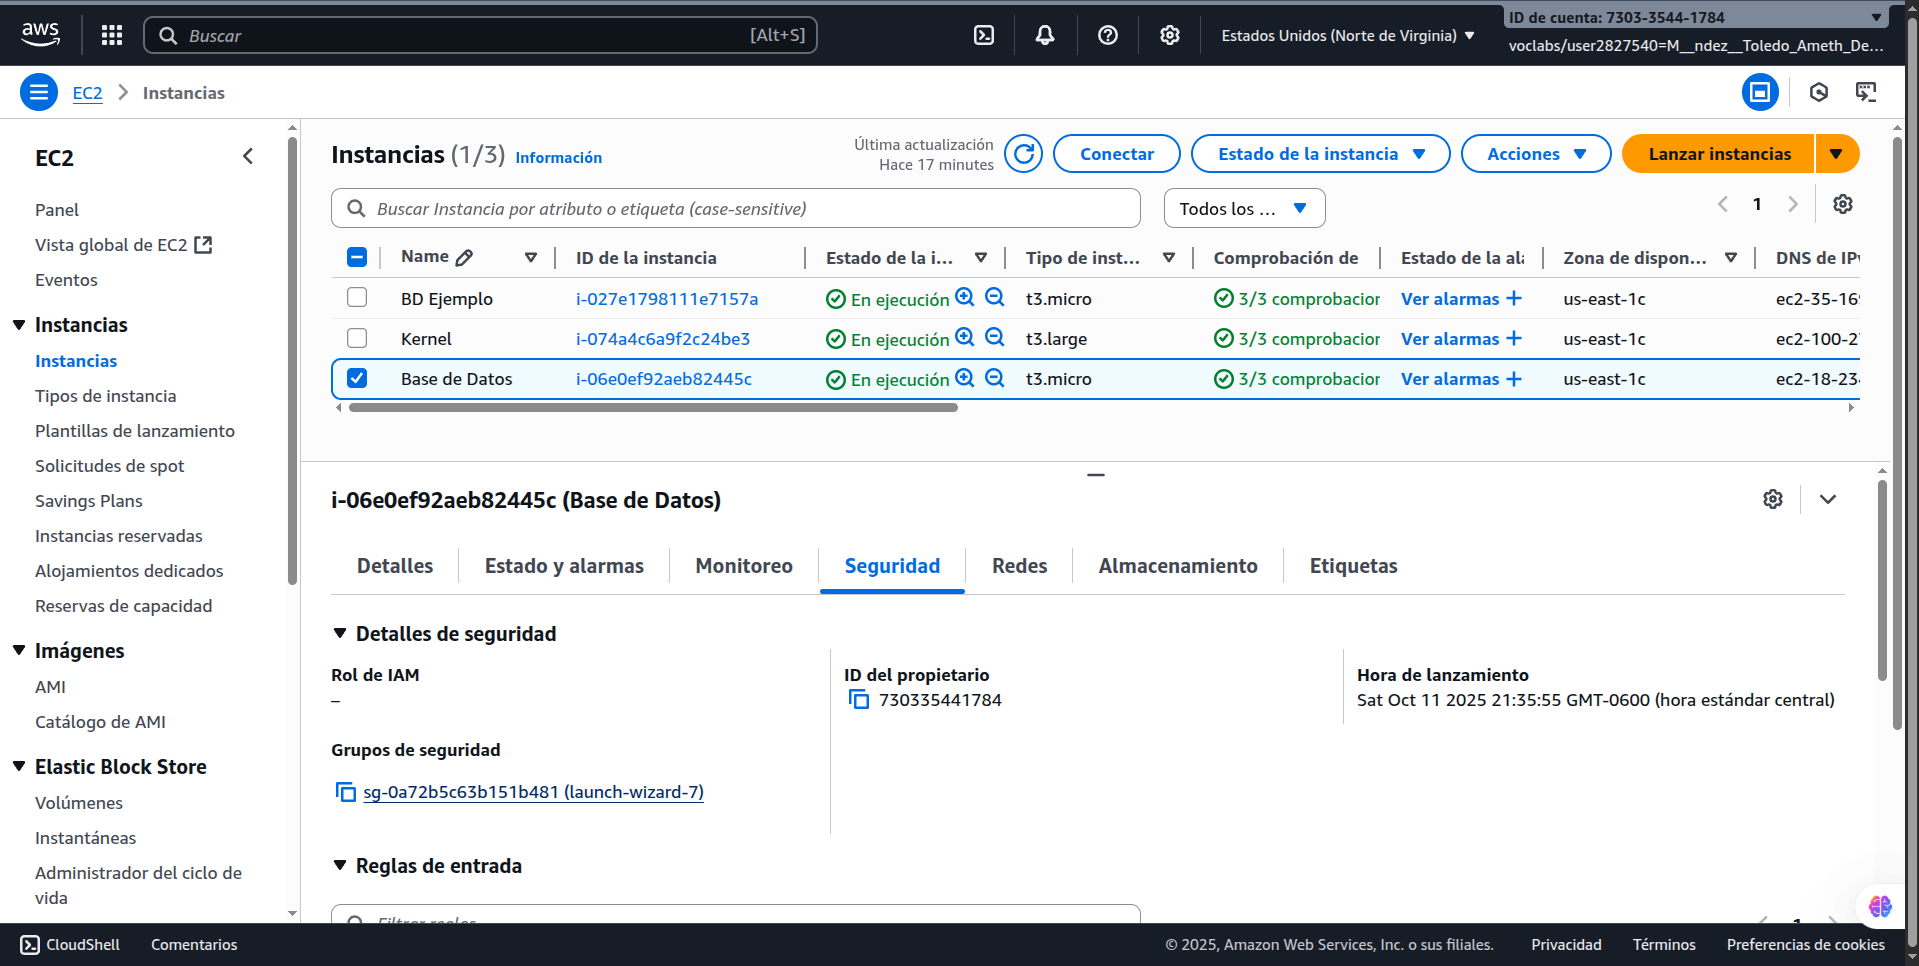 aws
Buscar
[Alt+S]
Estados Unidos (Norte de Virginia)
ID de cuenta: 7303-3544-1784
voclabs/user2827540=M__ndez__Toledo_Ameth_De...
EC2
Instancias
EC2
Panel
Vista global de EC2
Eventos
Instancias
Instancias
Tipos de instancia
Plantillas de lanzamiento
Solicitudes de spot
Savings Plans
Instancias reservadas
Alojamientos dedicados
Reservas de capacidad
Imágenes
AMI
Catálogo de AMI
Elastic Block Store
Volúmenes
Instantáneas
Administrador del ciclo de
vida
Instancias (1/3) Información
Última actualización
Hace 17 minutes
Conectar
Estado de la instancia
Acciones
Lanzar instancias
Buscar Instancia por atributo o etiqueta (case-sensitive)
Todos los ...
1
Name ID de la instancia Estado de la i... Tipo de inst... Comprobación de Estado de la ala Zona de dispon... DNS de IPv
BD Ejemplo i-027e1798111e7157a En ejecución t3.micro 3/3 comprobacion Ver alarmas us-east-1c ec2-35-169
Kernel i-074a4c6a9f2c24be3 En ejecución t3.large 3/3 comprobacion Ver alarmas us-east-1c ec2-100-2
Base de Datos i-06e0ef92aeb82445c En ejecución t3.micro 3/3 comprobacion Ver alarmas us-east-1c ec2-18-234
i-06e0ef92aeb82445c (Base de Datos)
Detalles
Estado y alarmas
Monitoreo
Seguridad
Redes
Almacenamiento
Etiquetas
Detalles de seguridad
Rol de IAM
–
ID del propietario
730335441784
Hora de lanzamiento
Sat Oct 11 2025 21:35:55 GMT-0600 (hora estándar central)
Grupos de seguridad
sg-0a72b5c63b151b481 (launch-wizard-7)
Reglas de entrada
Filtrar reglas
1
CloudShell
Comentarios
© 2025, Amazon Web Services, Inc. o sus filiales.
Privacidad
Términos
Preferencias de cookies